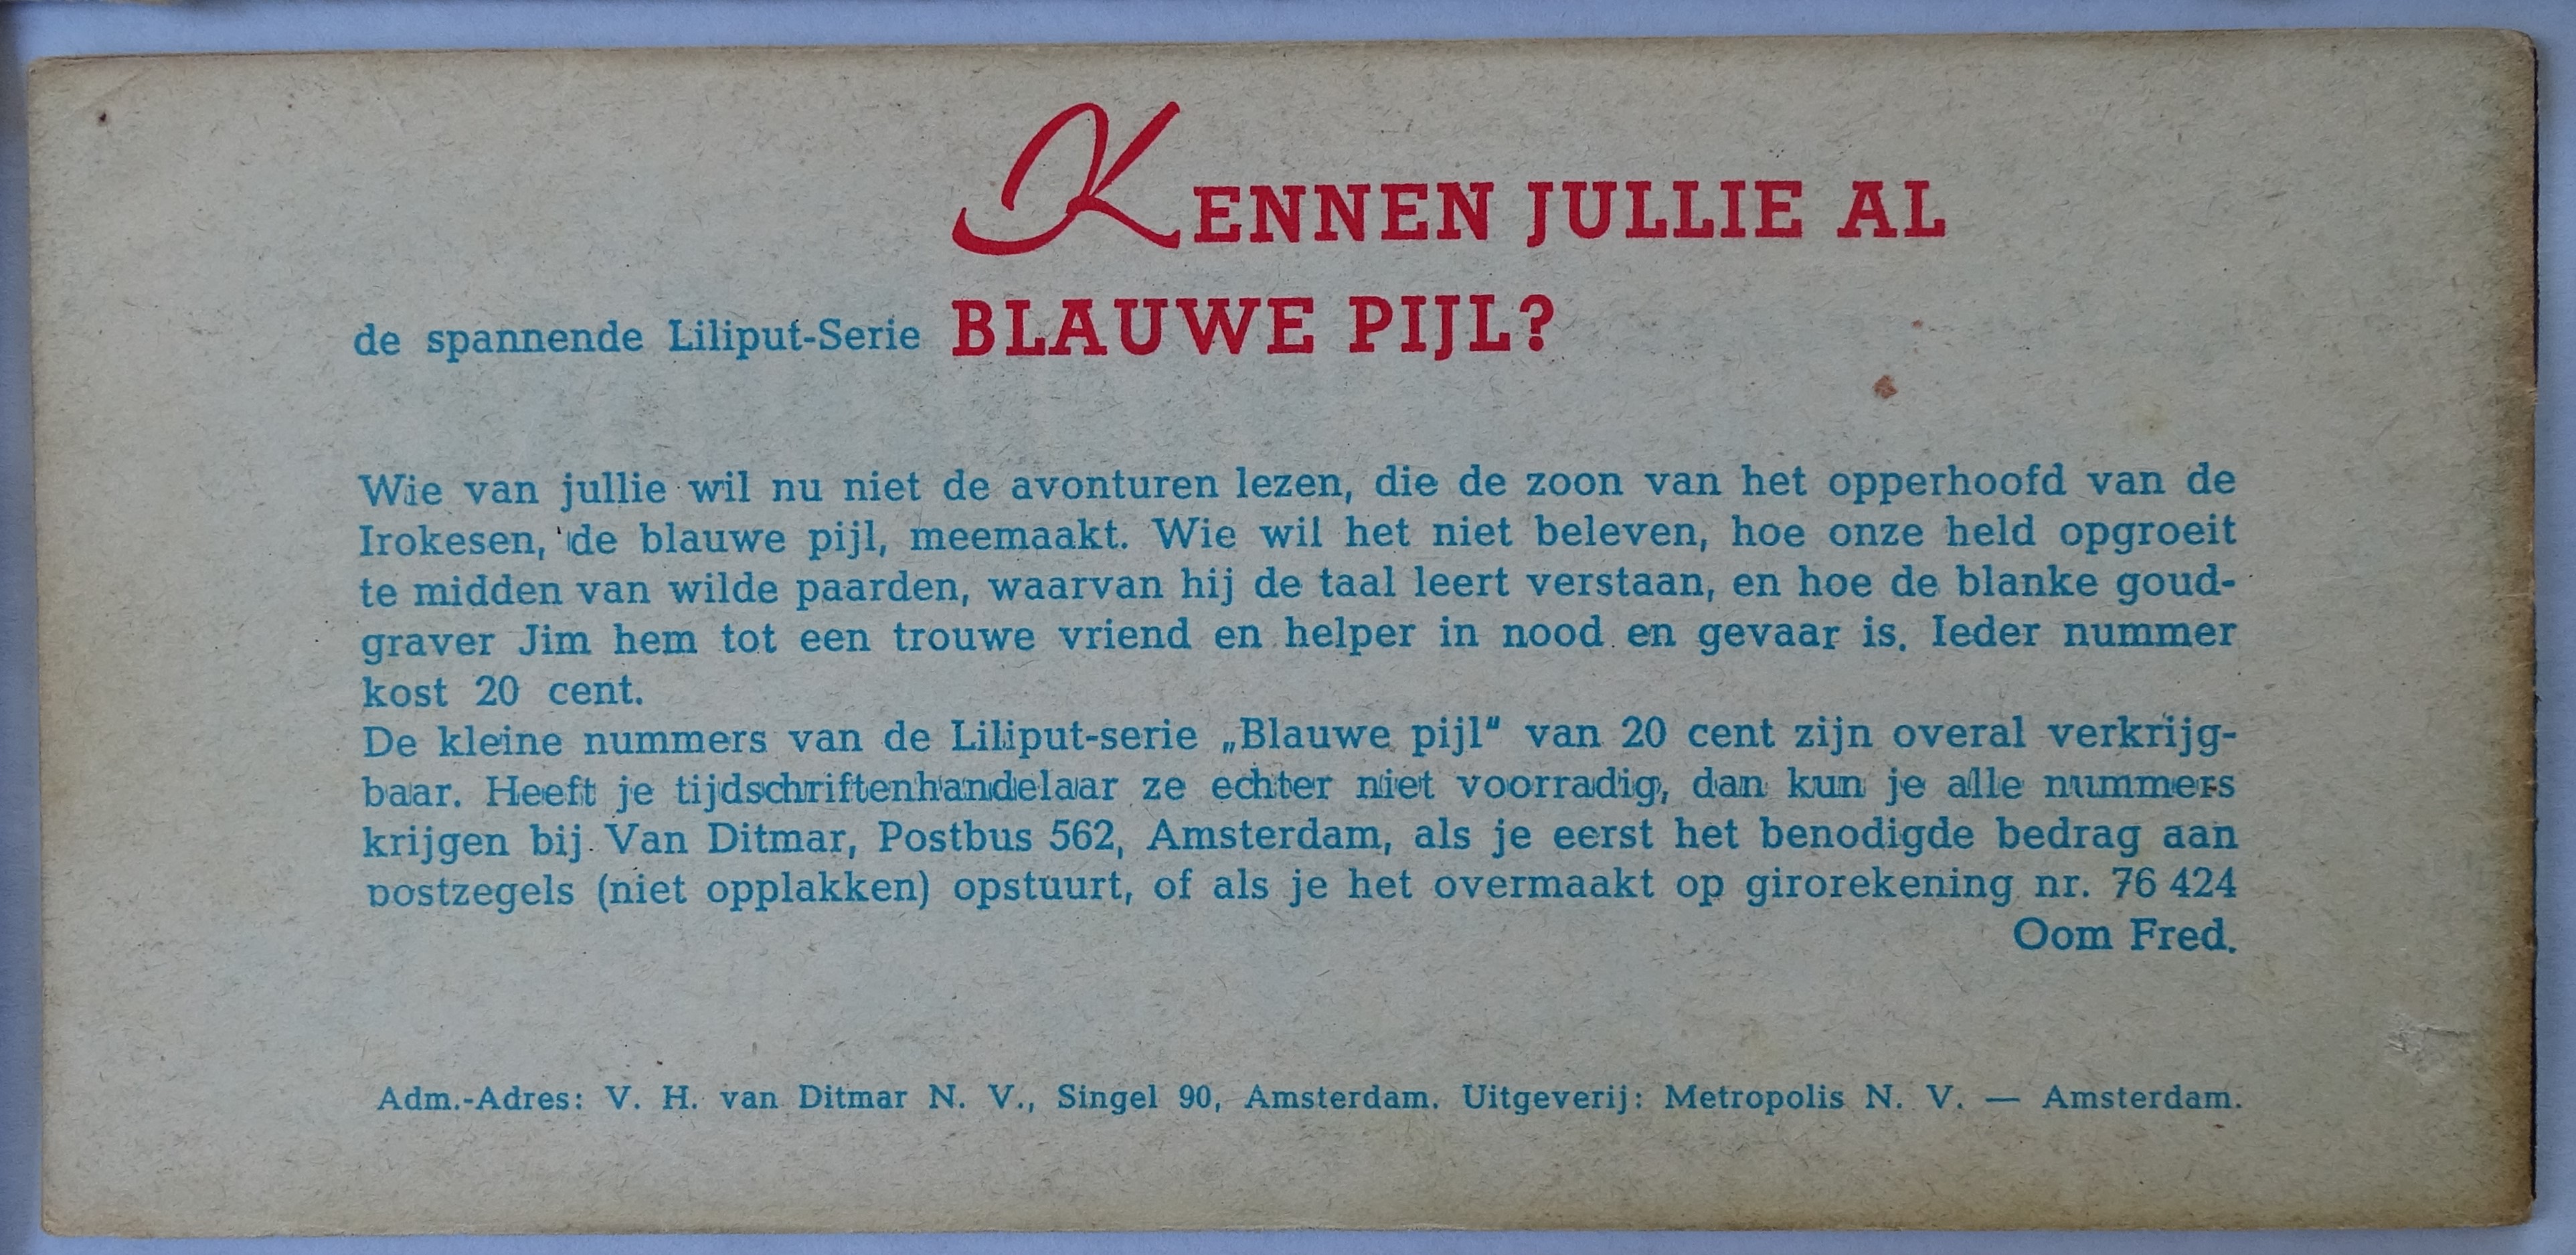 KENNEN JULLIE AL
de spannende Liliput-Serie BLAUWE PIJL?
Wie van jullie wil nu niet de avonturen lezen, die de zoon van het opperhoofd van de
Irokesen, de blauwe pijl, meemaakt. Wie wil het niet beleven, hoe onze held opgroeit
te midden van wilde paarden, waarvan hij de taal leert verstaan, en hoe de blanke goud-
graver Jim hem tot een trouwe vriend en helper in nood en gevaar is. Ieder nummer
kost 20 cent.
De kleine nummers van de Liliput-serie „Blauwe pijl" van 20 cent zijn overal verkrijg-
baar. Heeft je tijdschriftenhandelaar ze echter niet voorradig, dan kun je alle nummers
krijgen bij Van Ditmar, Postbus 562, Amsterdam, als je eerst het benodigde bedrag aan
postzegels (niet opplakken) opstuurt, of als je het overmaakt op girorekening nr. 76 424
Oom Fred.
Adm.-Adres: V. H. van Ditmar N. V., Singel 90, Amsterdam. Uitgeverij: Metropolis N. V. — Amsterdam.